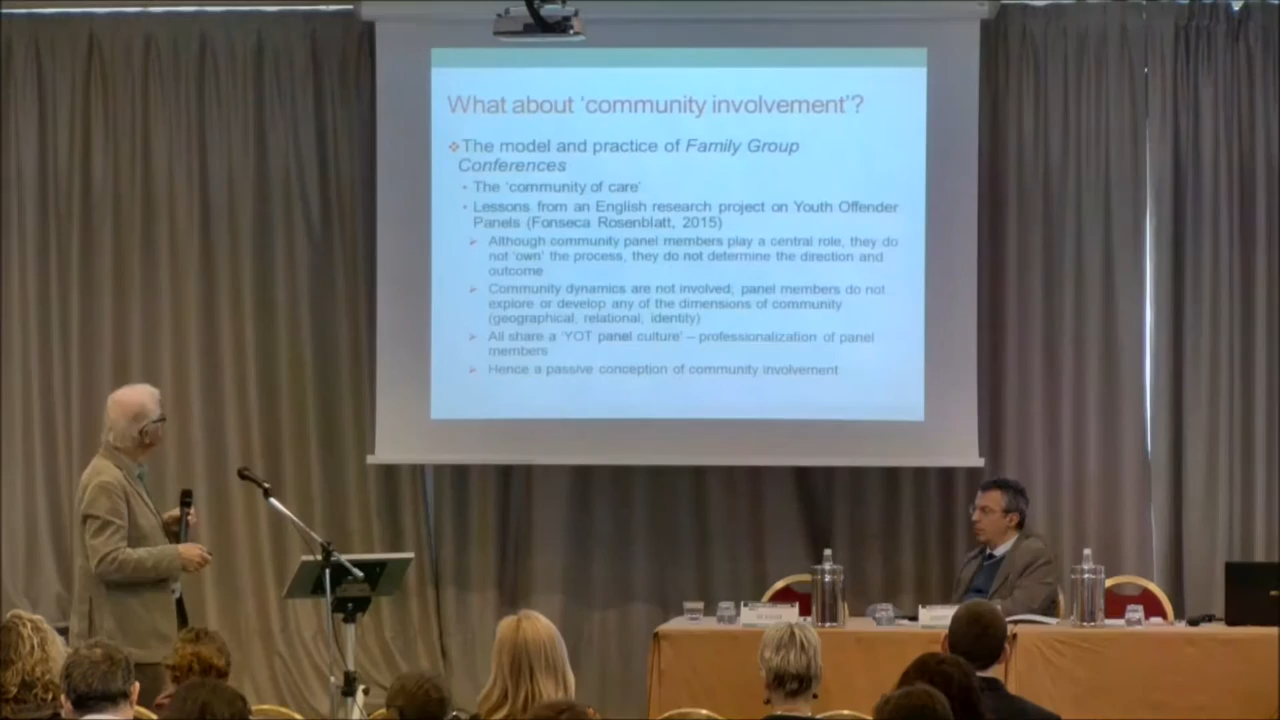 What about 'community involvement'?
The model and practice of Family Group
Conferences
The 'community of care'
Lessons from an English research project on Youth Offender
Panels (Fonseca Rosenblatt, 2015)
Although community panel members play a central role, they do
not 'own' the process, they do not determine the direction and
outcome
Community dynamics are not involved; panel members do not
explore or develop any of the dimensions of community
(geographical, relational, identity)
All share a 'YOT panel culture' – professionalization of panel
members
Hence a passive conception of community involvement